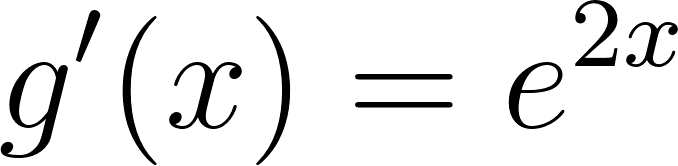 g′(x) = e^{2x}